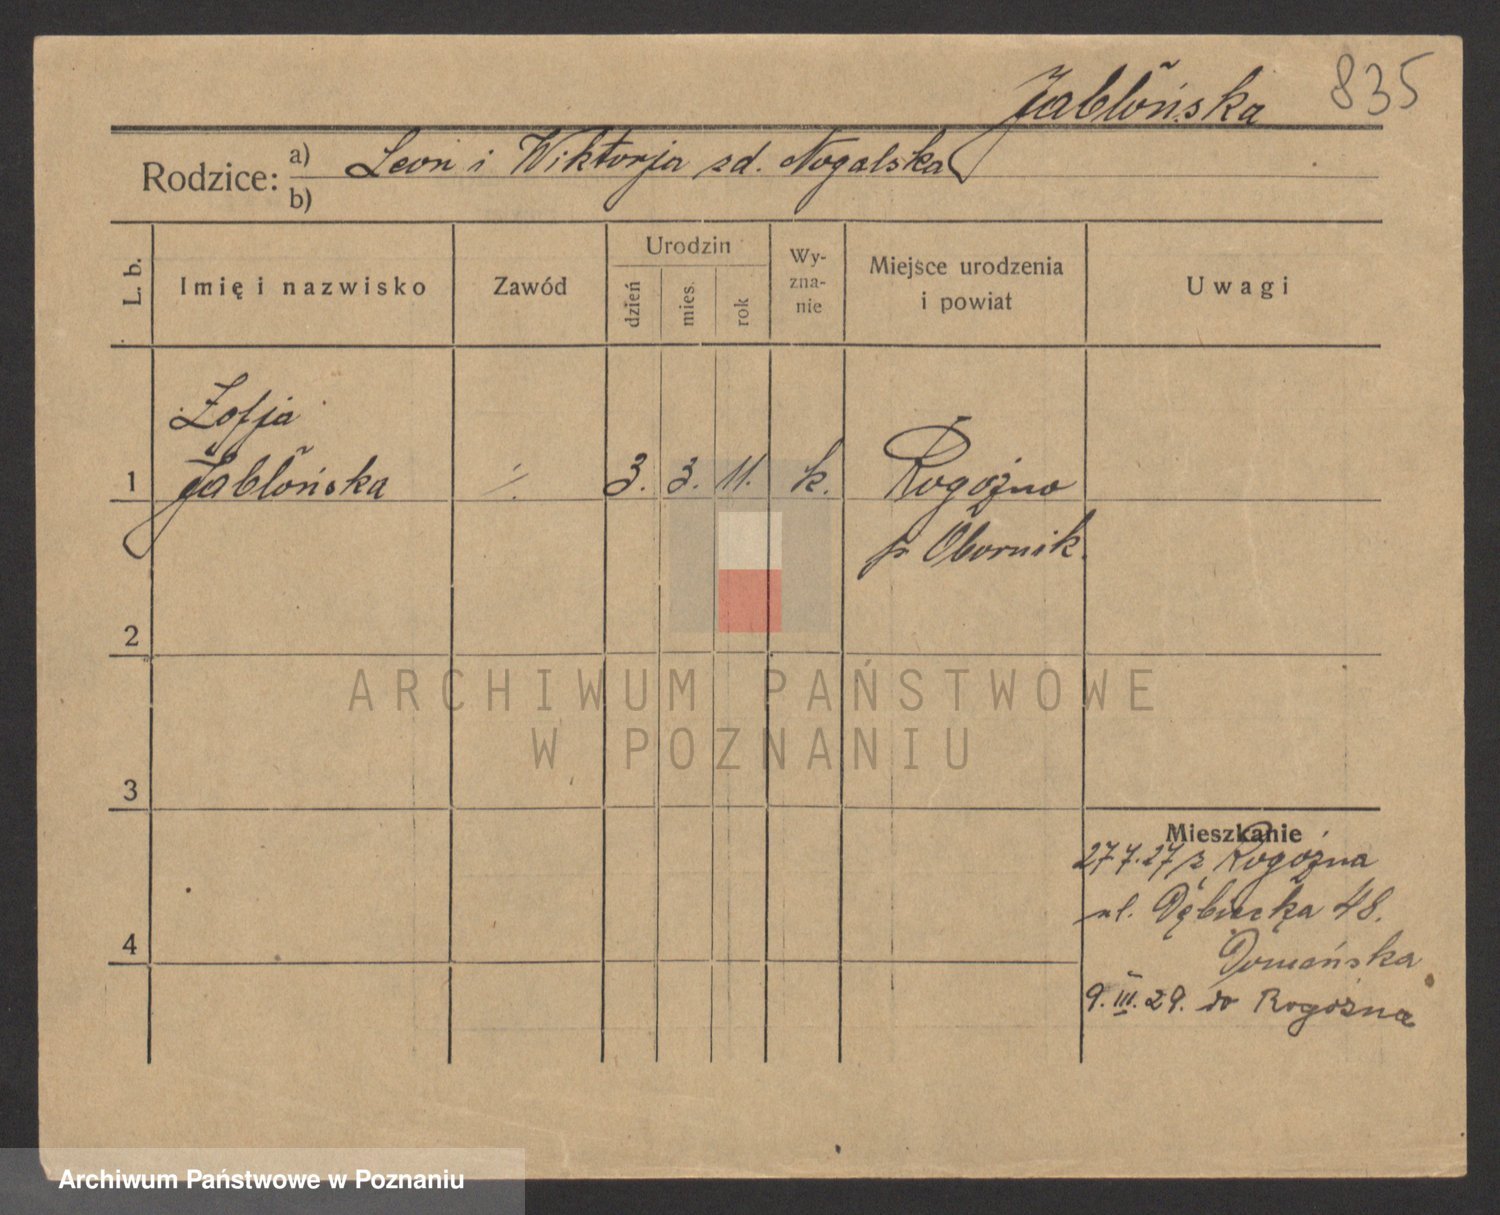 835
Jabłońska
Rodzice: a) Leon i Wiktorja zd. Nogalska
b)
L. b.
Imię i nazwisko
Zawód
Urodzin
dzień
mies.
rok
Wy-
zna-
nie
Miejsce urodzenia
i powiat
Uwagi
Zofja
1 Jabłońska ·/. 3. 3. 11. k. Rogoźno
p. Obornik.
2
ARCHIWUM PAŃSTWOWE
W POZNANIU
3
Mieszkanie
27.7.27 z Rogoźna
ul. Dębiecka 48.
Domańska
4
9. III. 29. do Rogoźna
Archiwum Państwowe w Poznaniu